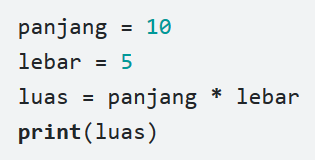 panjang = 10
lebar = 5
luas = panjang * lebar
print(luas)